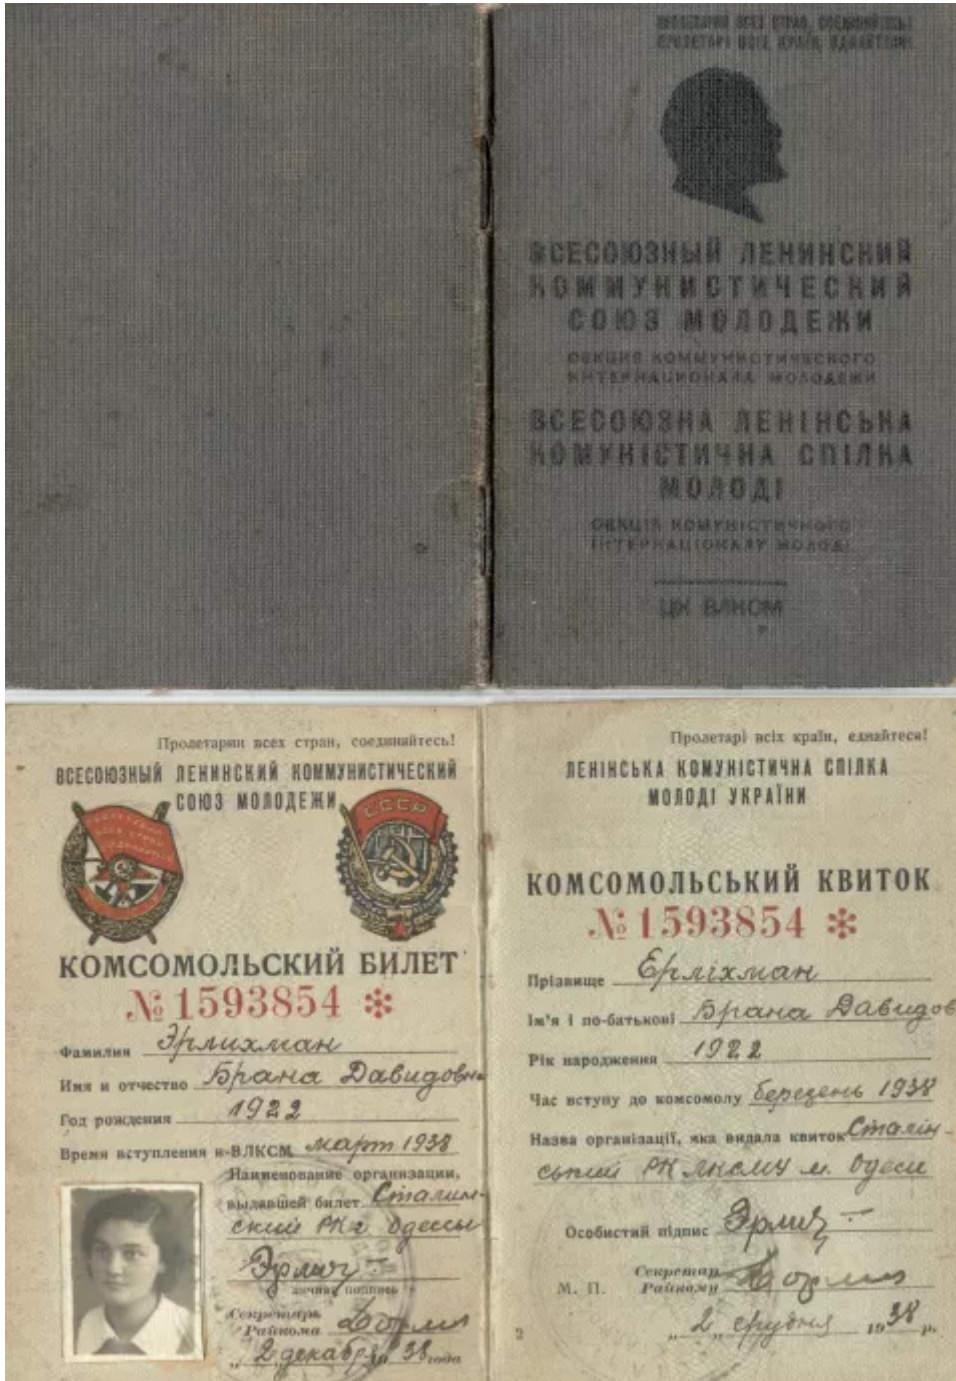 ПРОЛЕТАРИИ ВСЕХ СТРАН, СОЕДИНЯЙТЕСЬ!
ПРОЛЕТАРІ ВСІХ КРАЇН, ЄДНАЙТЕСЯ!
ВСЕСОЮЗНЫЙ ЛЕНИНСКИЙ
КОММУНИСТИЧЕСКИЙ
СОЮЗ МОЛОДЕЖИ
СЕКЦИЯ КОММУНИСТИЧЕСКОГО
ИНТЕРНАЦИОНАЛА МОЛОДЕЖИ
ВСЕСОЮЗНА ЛЕНІНСЬКА
КОМУНІСТИЧНА СПІЛКА
МОЛОДІ
СЕКЦІЯ КОМУНІСТИЧНОГО
ІНТЕРНАЦІОНАЛУ МОЛОДІ
ЦК ВЛКСМ
Пролетарии всех стран, соединяйтесь!
ВСЕСОЮЗНЫЙ ЛЕНИНСКИЙ КОММУНИСТИЧЕСКИЙ
СОЮЗ МОЛОДЕЖИ
СССР
КОМСОМОЛЬСКИЙ БИЛЕТ
№ 1593854 *
Фамилия Эрлихман
Имя и отчество Брана Давидовна
Год рождения 1922
Время вступления в ВЛКСМ март 1938
Наименование организации,
выдавшей билет Сталин-
ский РК г. Одессы
личная подпись
Секретарь
Райкома
„2" декабря 1938 года
Пролетарі всіх країн, єднайтеся!
ЛЕНІНСЬКА КОМУНІСТИЧНА СПІЛКА
МОЛОДІ УКРАЇНИ
КОМСОМОЛЬСЬКИЙ КВИТОК
№ 1593854 *
Прізвище Ерліхман
Ім'я і по-батькові Брана Давидов
Рік народження 1922
Час вступу до комсомолу березень 1938
Назва організації, яка видала квиток Сталін-
ський РК ЛКСМУ м. Одеси
Особистий підпис
М. П. Секретар
Райкому
„2" грудня 1938 р.
2